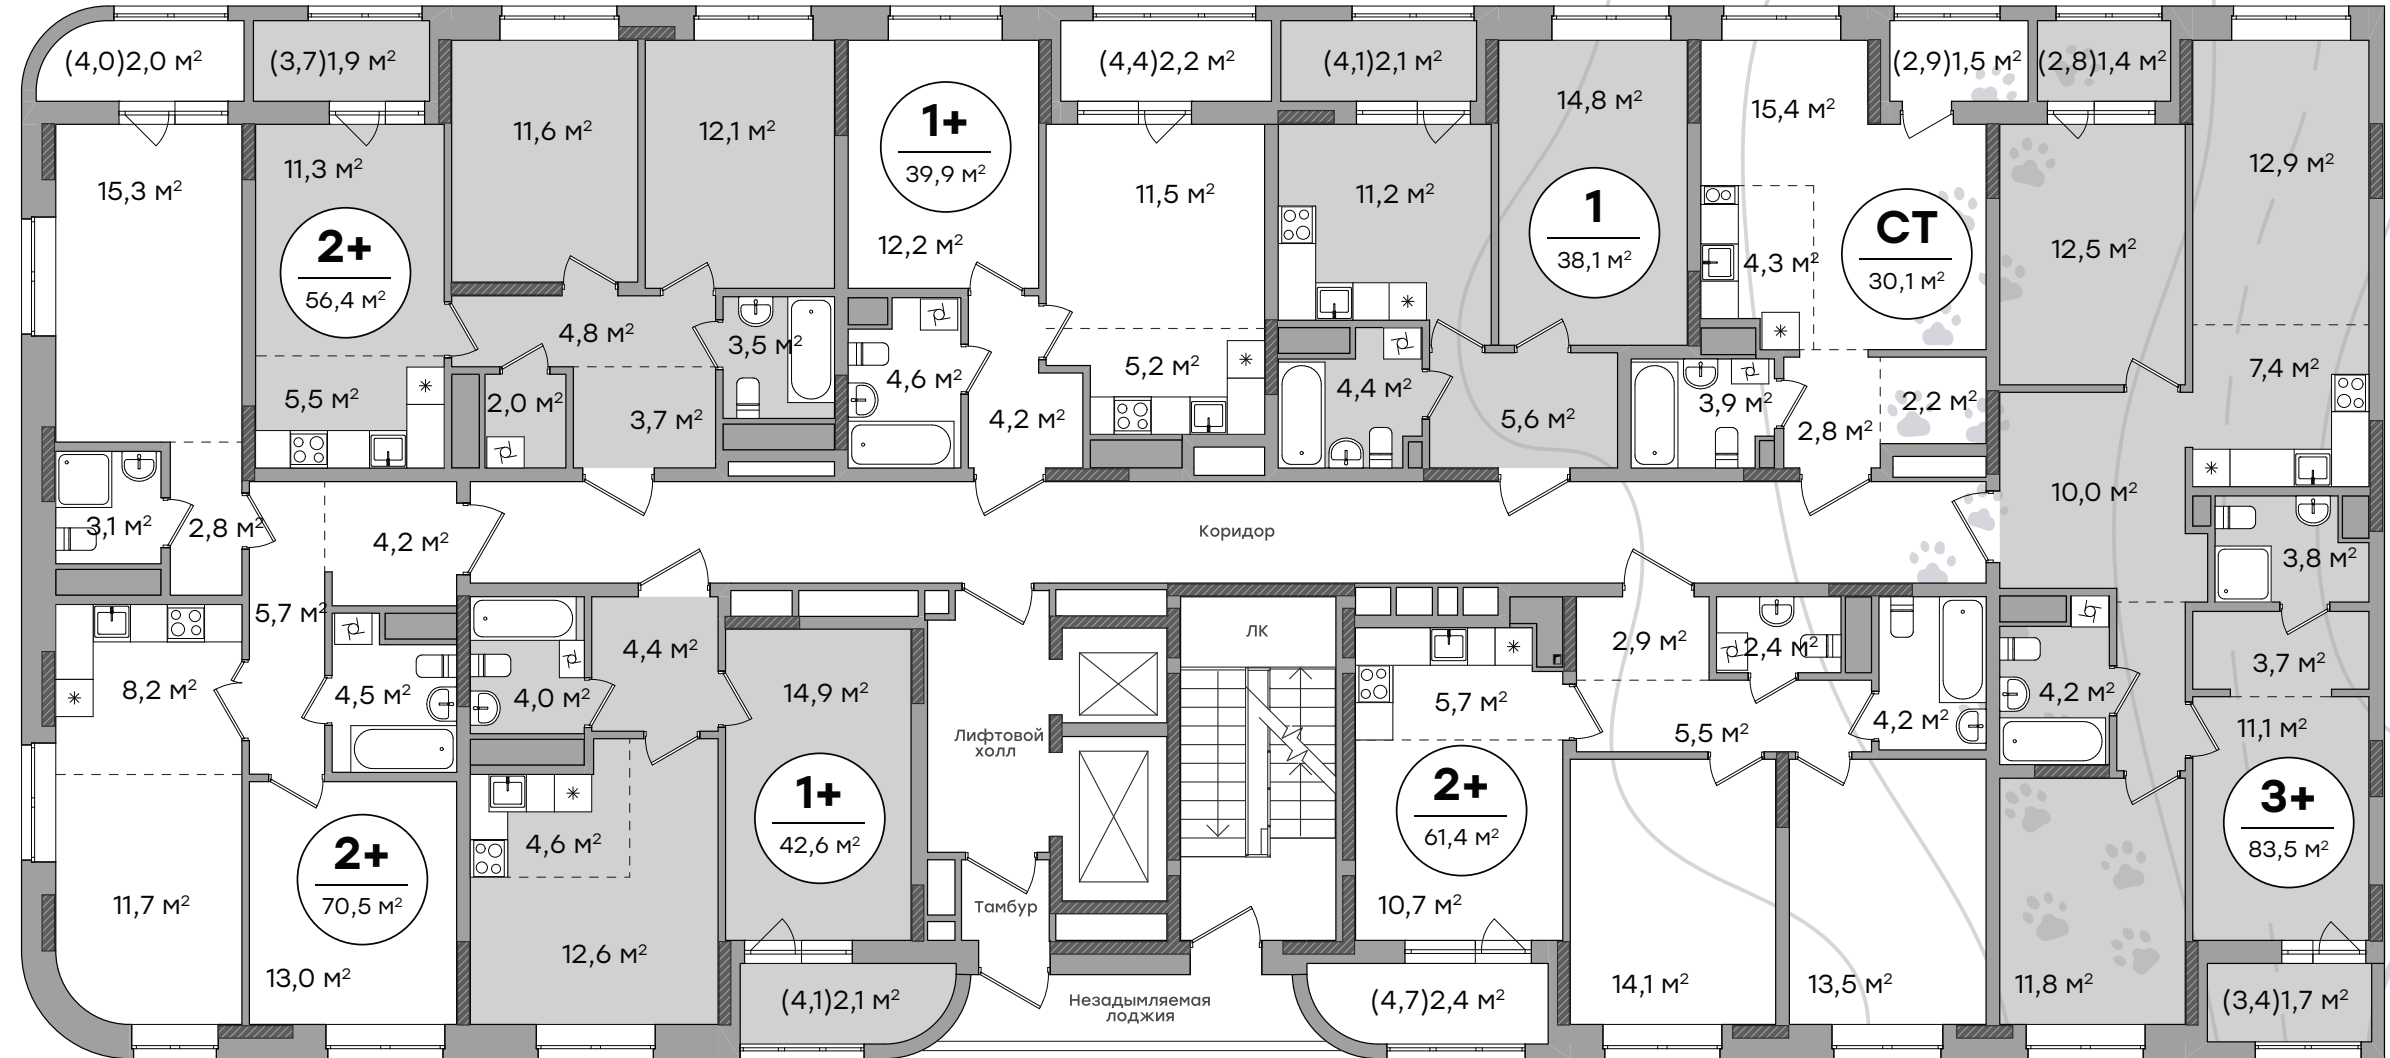 (4,0)2,0 м²
(3,7)1,9 м²
(4,4)2,2 м²
(4,1)2,1 м²
(2,9)1,5 м²
(2,8)1,4 м²
15,3 м²
11,3 м²
2+
56,4 м²
5,5 м²
11,6 м²
12,1 м²
4,8 м²
2,0 м²
3,7 м²
3,5 м²
1+
39,9 м²
12,2 м²
4,6 м²
4,2 м²
11,5 м²
5,2 м²
11,2 м²
4,4 м²
14,8 м²
1
38,1 м²
5,6 м²
15,4 м²
4,3 м²
СТ
30,1 м²
3,9 м²
2,8 м²
2,2 м²
12,5 м²
12,9 м²
7,4 м²
10,0 м²
3,8 м²
3,1 м²
2,8 м²
4,2 м²
Коридор
5,7 м²
8,2 м²
4,5 м²
4,0 м²
4,4 м²
14,9 м²
Лифтовой
холл
ЛК
5,7 м²
2,9 м²
2,4 м²
5,5 м²
4,2 м²
4,2 м²
3,7 м²
11,1 м²
11,7 м²
2+
70,5 м²
13,0 м²
4,6 м²
12,6 м²
1+
42,6 м²
Тамбур
2+
61,4 м²
10,7 м²
3+
83,5 м²
14,1 м²
13,5 м²
11,8 м²
(4,1)2,1 м²
Незадымляемая
лоджия
(4,7)2,4 м²
(3,4)1,7 м²